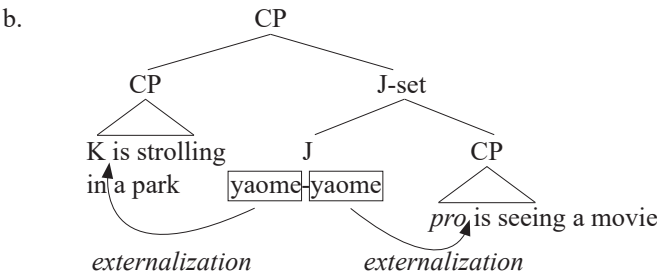 b.
CP
CP
J-set
K is strolling
in a park
J
CP
yaome-yaome
pro is seeing a movie
externalization
externalization